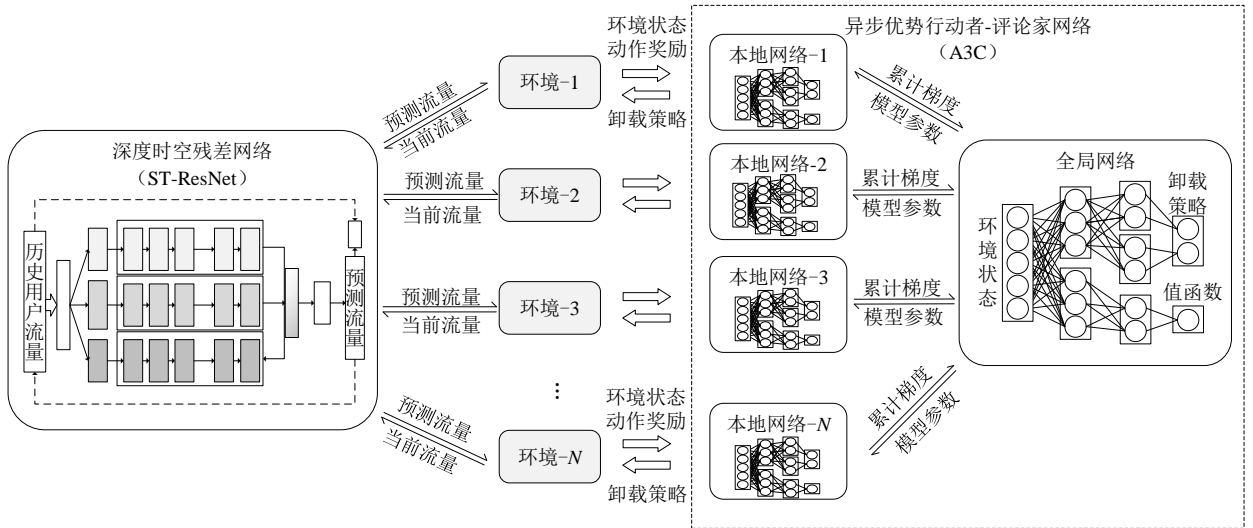 深度时空残差网络
（ST-ResNet）
历史用户流量
预测流量
预测流量
当前流量
预测流量
当前流量
预测流量
当前流量
预测流量
当前流量
环境-1
环境-2
环境-3
⋮
环境-N
环境状态
动作奖励
卸载策略
环境状态
动作奖励
卸载策略
异步优势行动者-评论家网络
（A3C）
本地网络-1
本地网络-2
本地网络-3
本地网络-N
累计梯度
模型参数
累计梯度
模型参数
累计梯度
模型参数
累计梯度
模型参数
全局网络
环境状态
卸载
策略
值函数